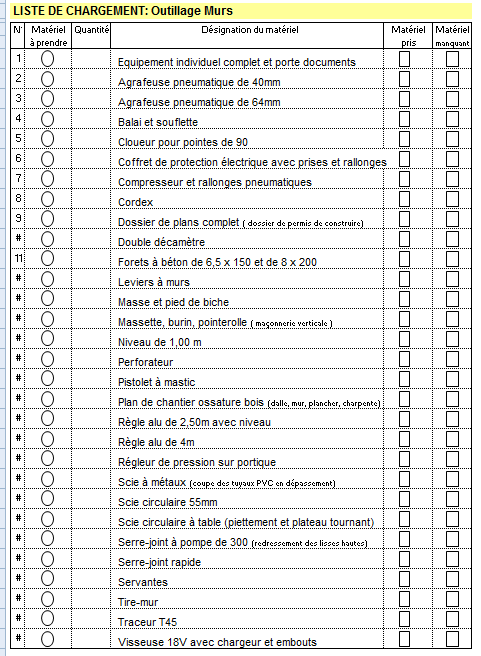 LISTE DE CHARGEMENT: Outillage Murs
N° Matériel à prendre Quantité Désignation du matériel Matériel pris Matériel manquant
1 Equipement individuel complet et porte documents
2 Agrafeuse pneumatique de 40mm
3 Agrafeuse pneumatique de 64mm
4 Balai et souflette
5 Cloueur pour pointes de 90
6 Coffret de protection électrique avec prises et rallonges
7 Compresseur et rallonges pneumatiques
8 Cordex
9 Dossier de plans complet ( dossier de permis de construire)
# Double décamètre
11 Forets à béton de 6,5 x 150 et de 8 x 200
# Leviers à murs
# Masse et pied de biche
# Massette, burin, pointerolle ( maçonnerie verticale )
# Niveau de 1,00 m
# Perforateur
# Pistolet à mastic
# Plan de chantier ossature bois (dalle, mur, plancher, charpente)
# Règle alu de 2,50m avec niveau
# Règle alu de 4m
# Régleur de pression sur portique
# Scie à métaux (coupe des tuyaux PVC en dépassement)
# Scie circulaire 55mm
# Scie circulaire à table (piettement et plateau tournant)
# Serre-joint à pompe de 300 (redressement des lisses hautes)
# Serre-joint rapide
# Servantes
# Tire-mur
# Traceur T45
# Visseuse 18V avec chargeur et embouts